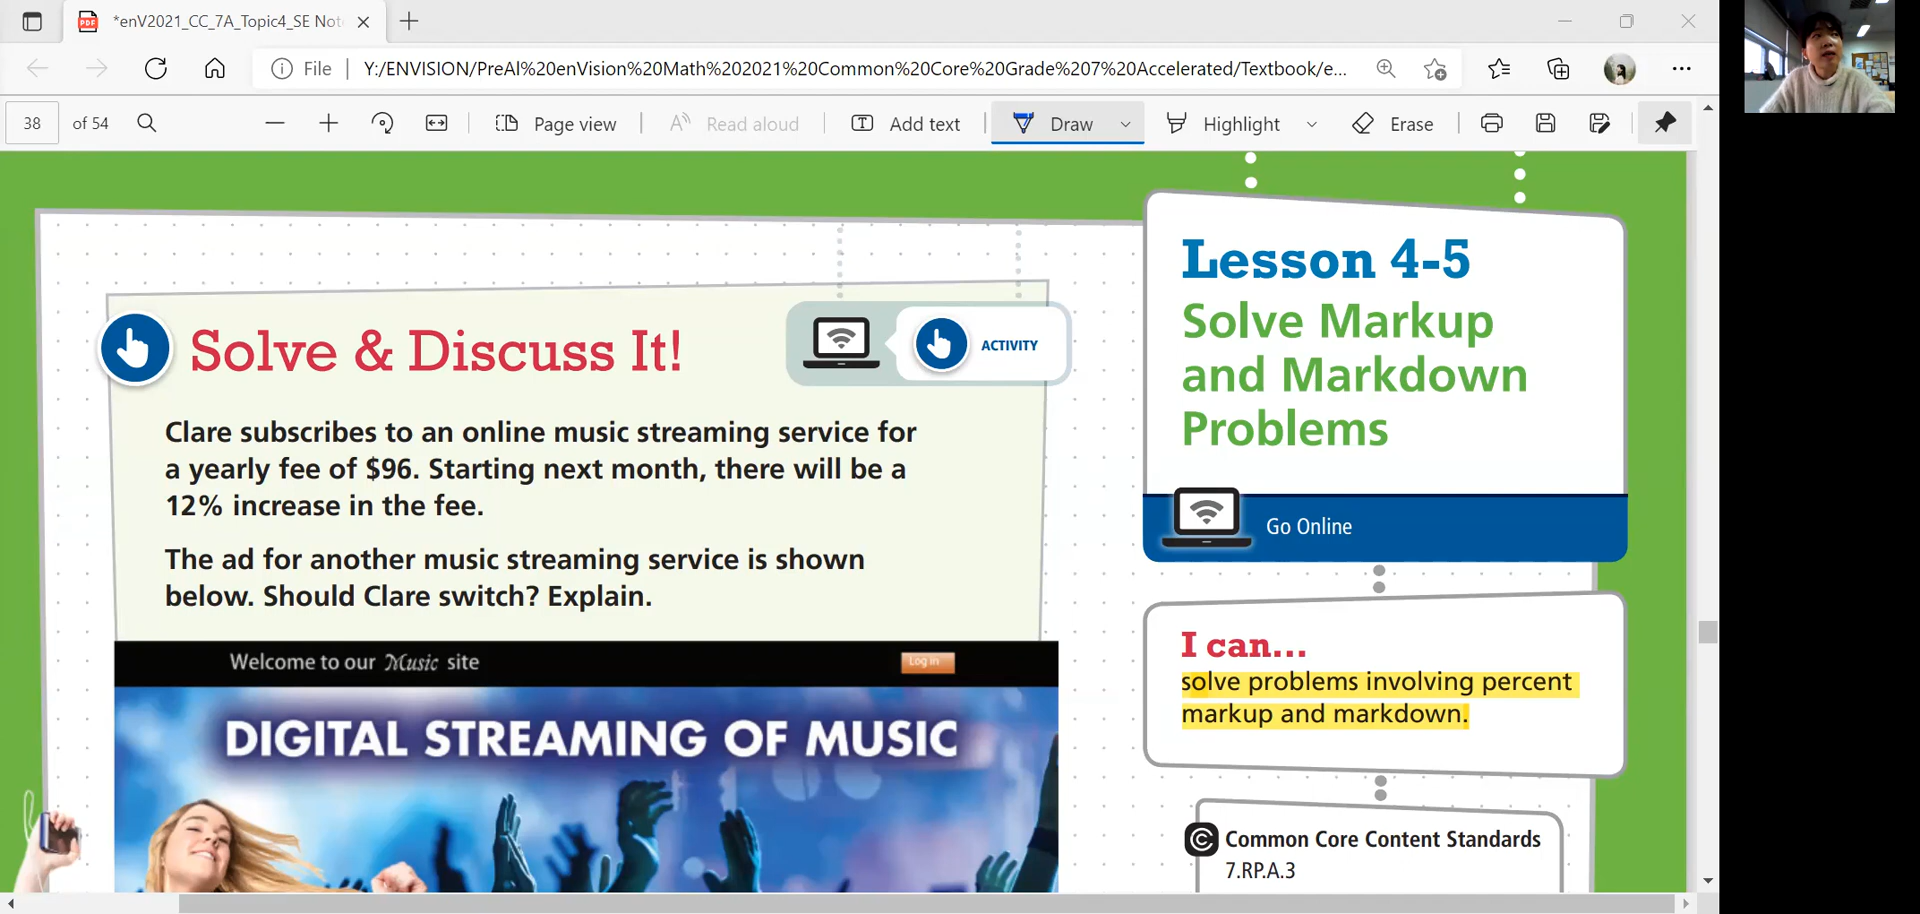 *enV2021_CC_7A_Topic4_SE Not
File
Y:/ENVISION/PreAI%20enVision%20Math%202021%20Common%20Core%20Grade%207%20Accelerated/Textbook/e...
38 of 54
Page view
Read aloud
Add text
Draw
Highlight
Erase
Solve & Discuss It!
ACTIVITY
Clare subscribes to an online music streaming service for
a yearly fee of $96. Starting next month, there will be a
12% increase in the fee.
The ad for another music streaming service is shown
below. Should Clare switch? Explain.
Welcome to our Music site
Log in
DIGITAL STREAMING OF MUSIC
Lesson 4-5
Solve Markup
and Markdown
Problems
Go Online
I can...
solve problems involving percent
markup and markdown.
Common Core Content Standards
7.RP.A.3